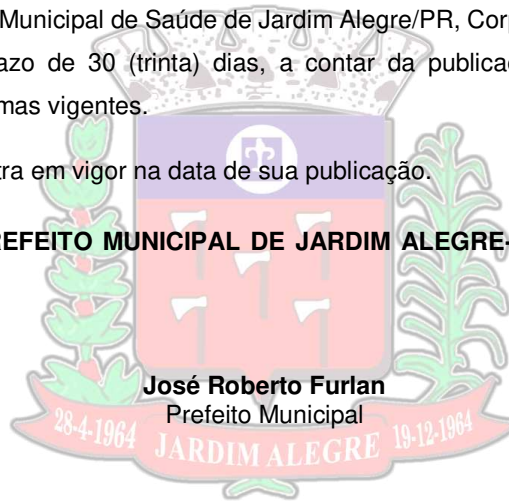 Municipal de Saúde de Jardim Alegre/PR,
azo de 30 (trinta) dias, a contar da
mas vigentes.
tra em vigor na data de sua publicação.
REFEITO MUNICIPAL DE JARDIM ALEGRE-
José Roberto Furlan
Prefeito Municipal
28-4-1964 JARDIM ALEGRE 19-12-1964